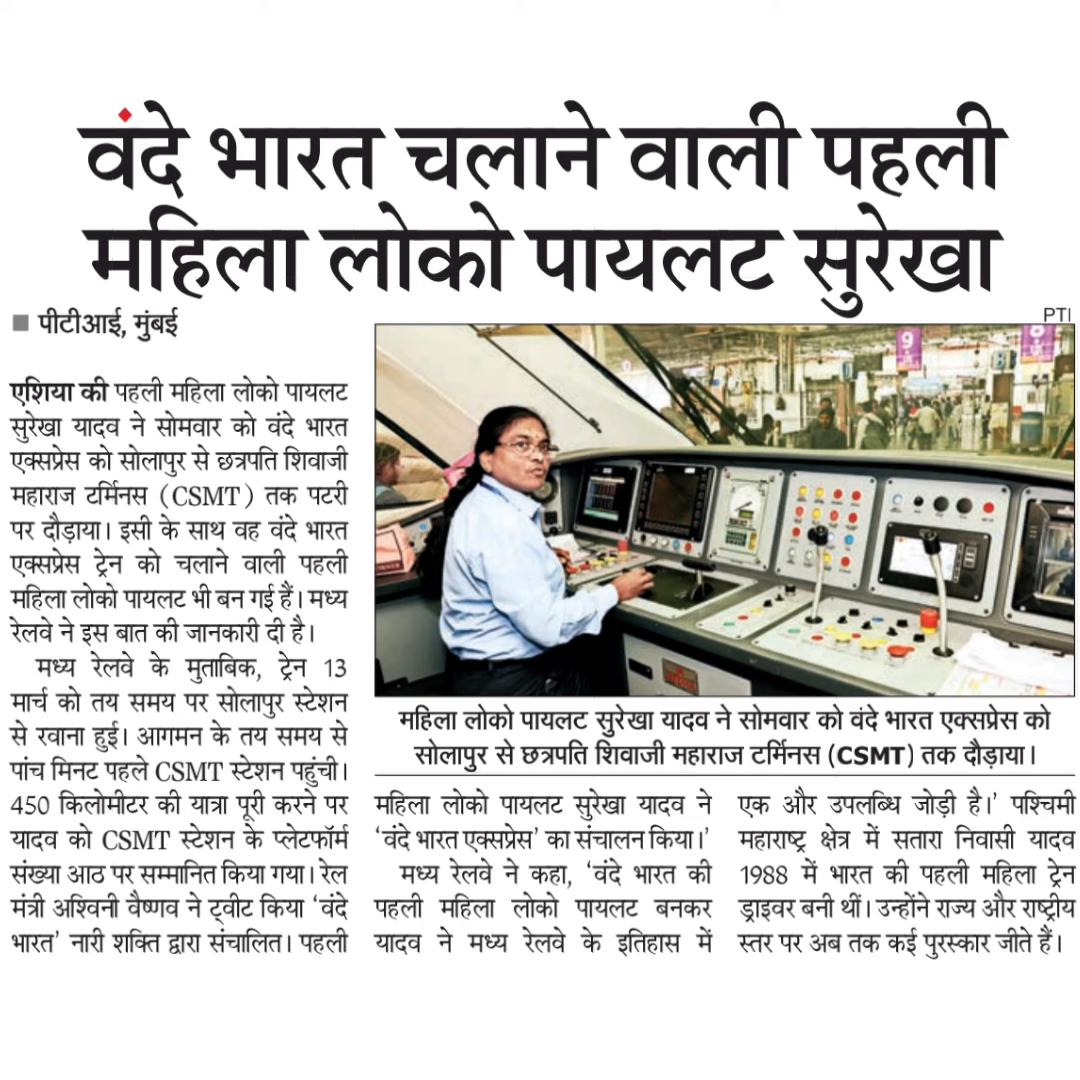 वंदे भारत चलाने वाली पहली
महिला लोको पायलट सुरेखा
पीटीआई, मुंबई
PTI
एशिया की पहली महिला लोको पायलट
सुरेखा यादव ने सोमवार को वंदे भारत
एक्सप्रेस को सोलापुर से छत्रपति शिवाजी
महाराज टर्मिनस (CSMT) तक पटरी
पर दौड़ाया। इसी के साथ वह वंदे भारत
एक्सप्रेस ट्रेन को चलाने वाली पहली
महिला लोको पायलट भी बन गई हैं। मध्य
रेलवे ने इस बात की जानकारी दी है।
मध्य रेलवे के मुताबिक, ट्रेन 13
मार्च को तय समय पर सोलापुर स्टेशन
से रवाना हुई। आगमन के तय समय से
पांच मिनट पहले CSMT स्टेशन पहुंची।
450 किलोमीटर की यात्रा पूरी करने पर
यादव को CSMT स्टेशन के प्लेटफॉर्म
संख्या आठ पर सम्मानित किया गया। रेल
मंत्री अश्विनी वैष्णव ने ट्वीट किया ‘वंदे
भारत’ नारी शक्ति द्वारा संचालित। पहली
9
8
महिला लोको पायलट सुरेखा यादव ने सोमवार को वंदे भारत एक्सप्रेस को
सोलापुर से छत्रपति शिवाजी महाराज टर्मिनस (CSMT) तक दौड़ाया।
महिला लोको पायलट सुरेखा यादव ने
‘वंदे भारत एक्सप्रेस’ का संचालन किया।’
मध्य रेलवे ने कहा, ‘वंदे भारत की
पहली महिला लोको पायलट बनकर
यादव ने मध्य रेलवे के इतिहास में
एक और उपलब्धि जोड़ी है।’ पश्चिमी
महाराष्ट्र क्षेत्र में सतारा निवासी यादव
1988 में भारत की पहली महिला ट्रेन
ड्राइवर बनी थीं। उन्होंने राज्य और राष्ट्रीय
स्तर पर अब तक कई पुरस्कार जीते हैं।